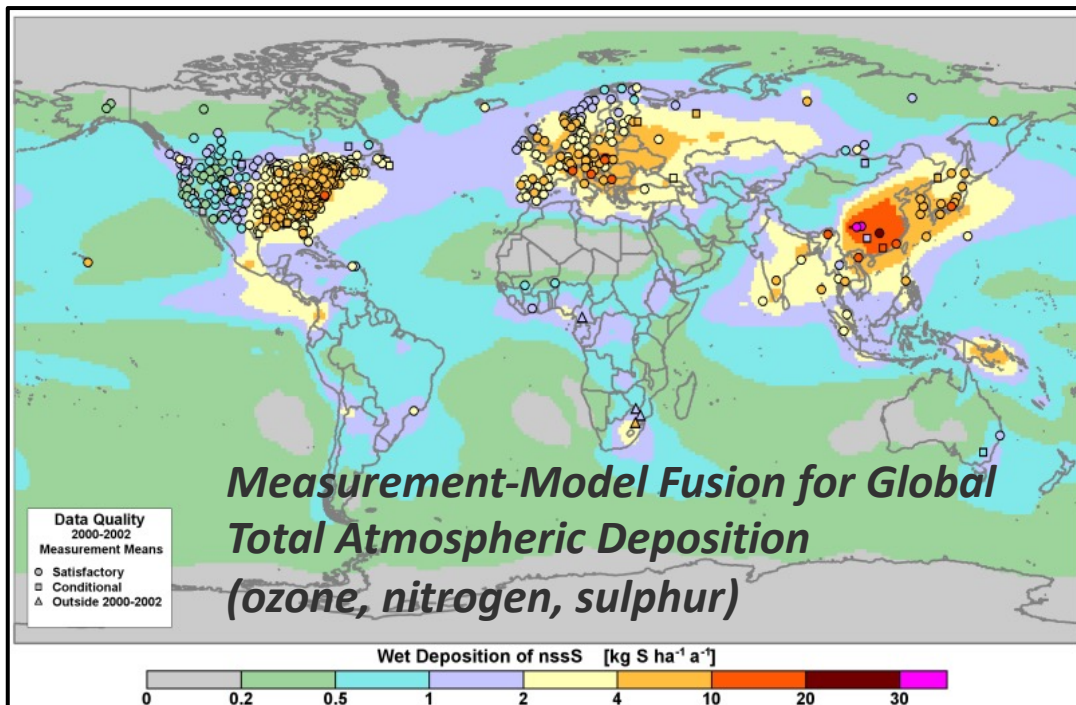 Measurement-Model Fusion for Global
Total Atmospheric Deposition
(ozone, nitrogen, sulphur)
Data Quality
2000-2002
Measurement Means
Satisfactory
Conditional
Outside 2000-2002
Wet Deposition of nssS [kg S ha⁻¹ a⁻¹]
0 0.2 0.5 1 2 4 10 20 30